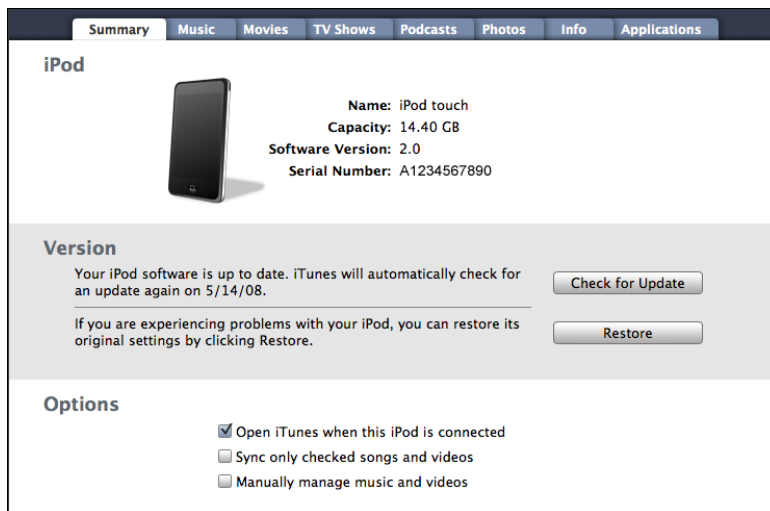 Summary Music Movies TV Shows Podcasts Photos Info Applications
iPod
Name: iPod touch
Capacity: 14.40 GB
Software Version: 2.0
Serial Number: A1234567890
Version
Your iPod software is up to date. iTunes will automatically check for
an update again on 5/14/08.
Check for Update
If you are experiencing problems with your iPod, you can restore its
original settings by clicking Restore.
Restore
Options
Open iTunes when this iPod is connected
Sync only checked songs and videos
Manually manage music and videos